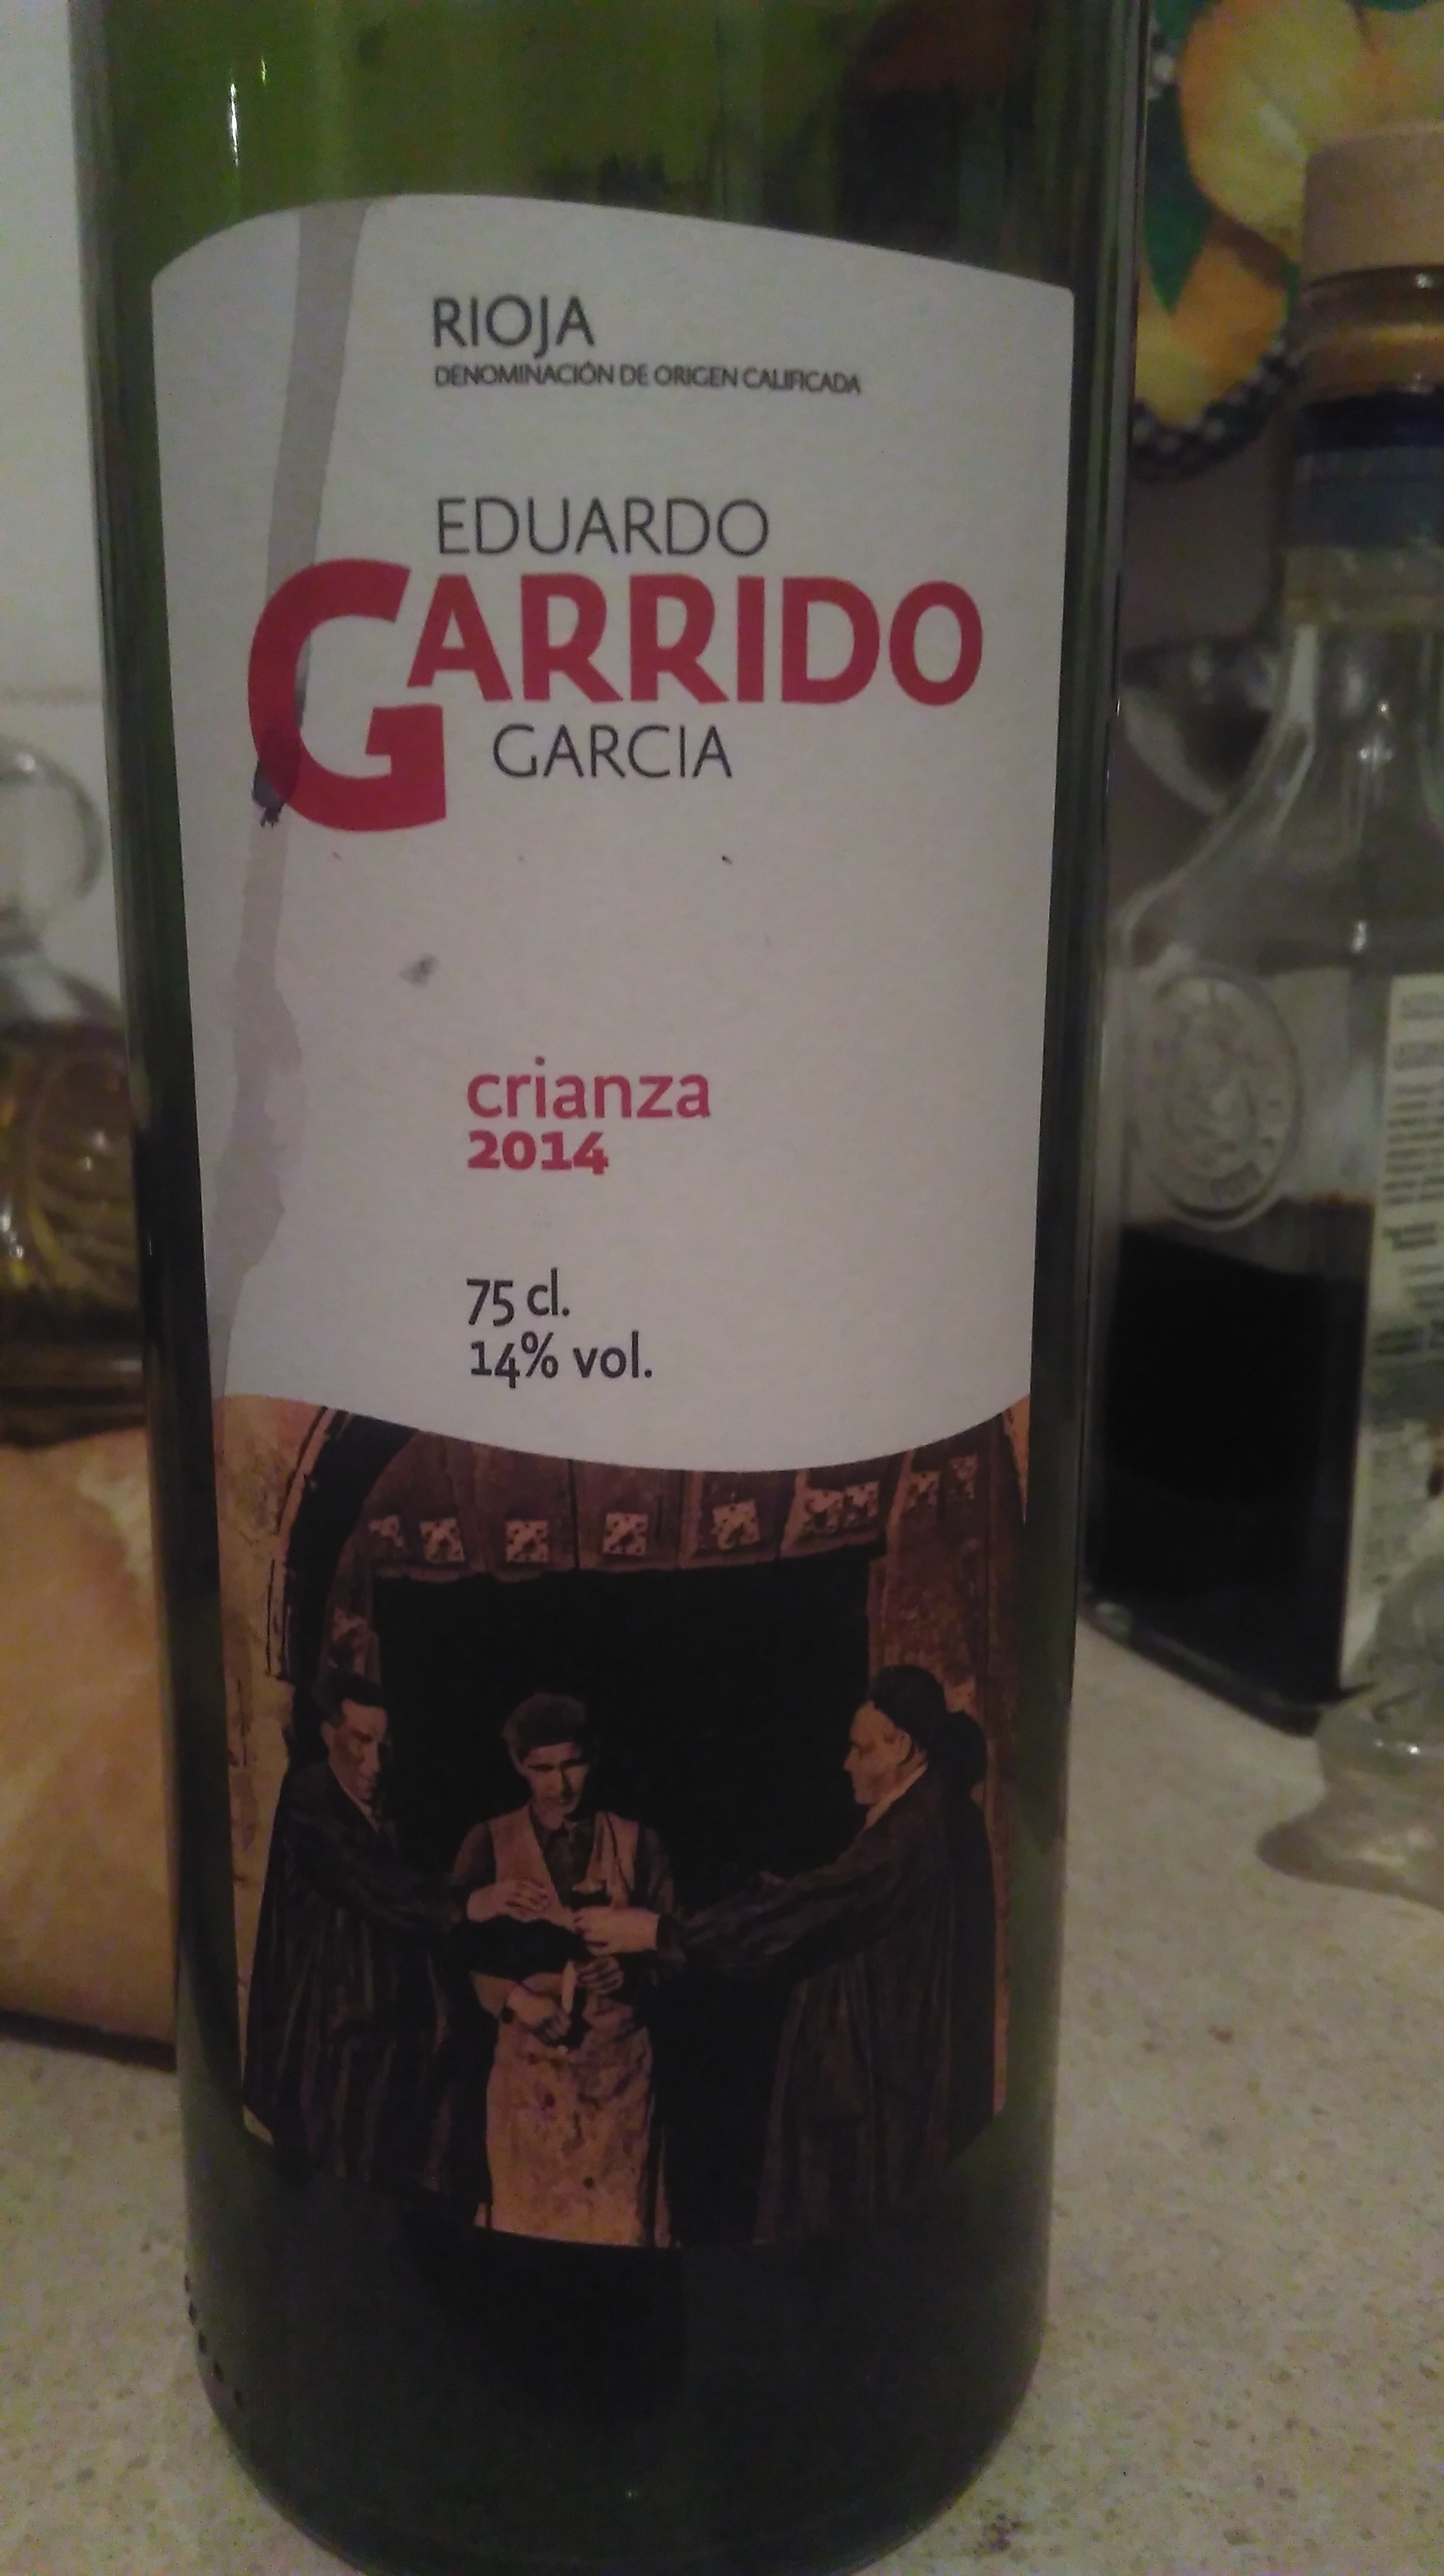 RIOJA
DENOMINACIÓN DE ORIGEN CALIFICADA
EDUARDO
GARRIDO
GARCIA
crianza
2014
75 cl.
14% vol.